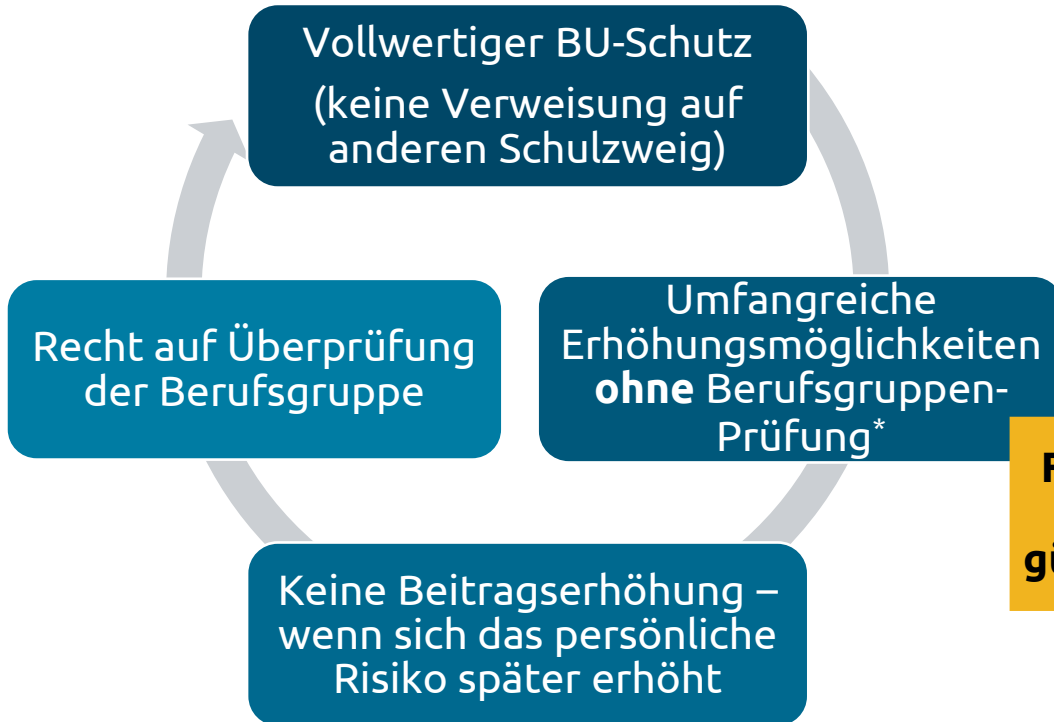 Vollwertiger BU-Schutz
(keine Verweisung auf
anderen Schulzweig)
Recht auf Überprüfung
der Berufsgruppe
Umfangreiche
Erhöhungsmöglichkeiten
ohne Berufsgruppen-
Prüfung*
Keine Beitragserhöhung –
wenn sich das persönliche
Risiko später erhöht